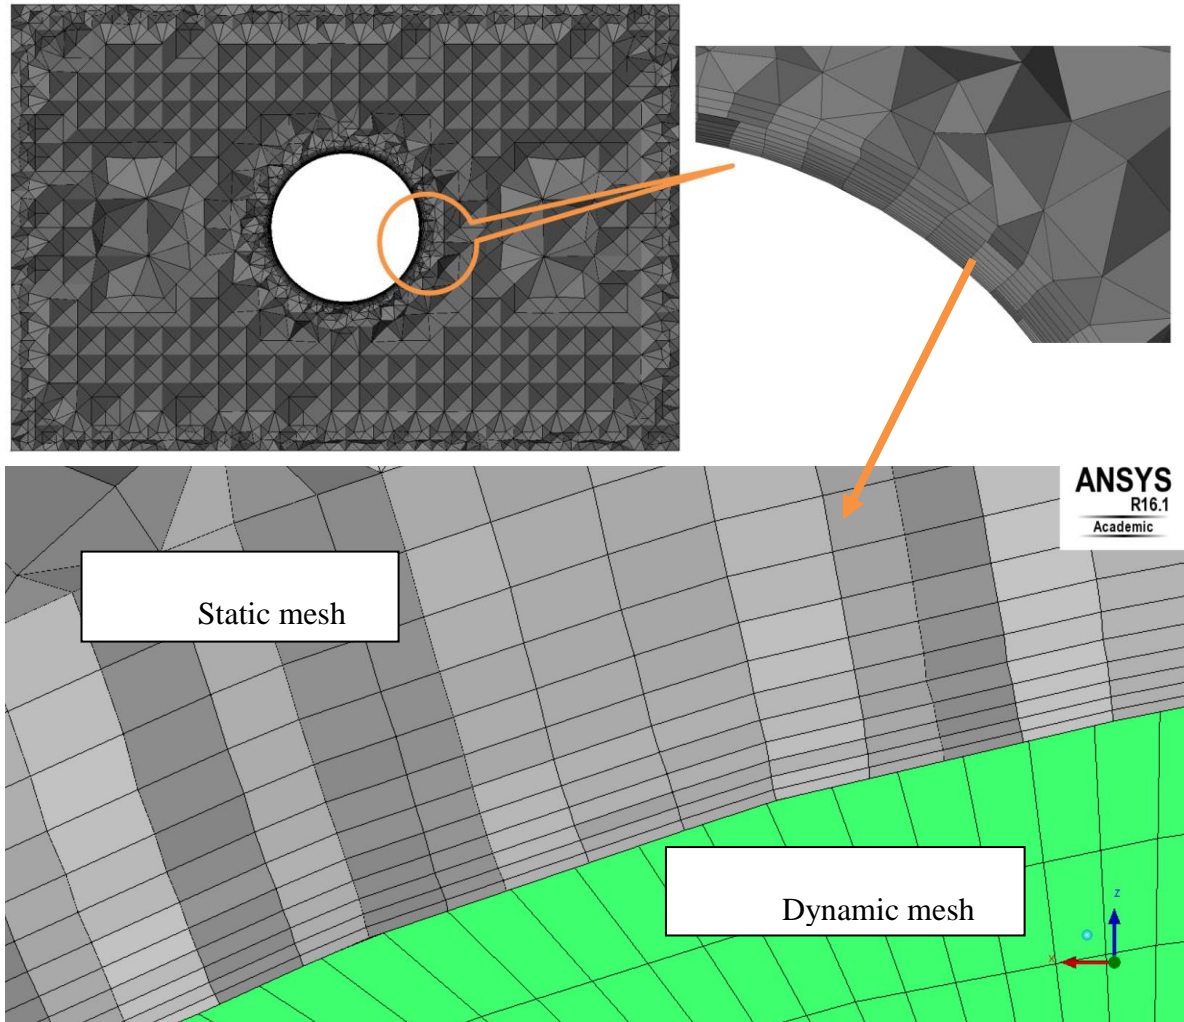 ANSYS
R16.1
Academic
Static mesh
Dynamic mesh
z
x